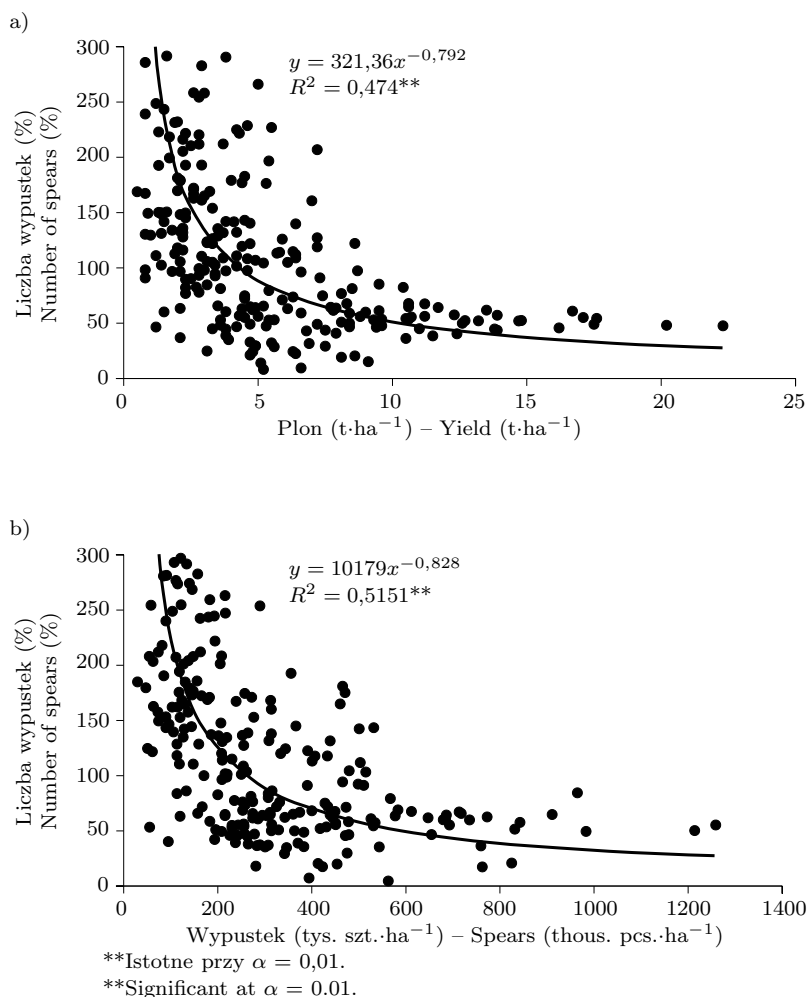 a)
300
250
200
150
100
50
0
Liczba wypustek (%)
Number of spears (%)
y = 321,36x^{−0,792}
R² = 0,474**
0 5 10 15 20 25
Plon (t·ha⁻¹) – Yield (t·ha⁻¹)
b)
300
250
200
150
100
50
0
Liczba wypustek (%)
Number of spears (%)
y = 10179x^{−0,828}
R² = 0,5151**
0 200 400 600 800 1000 1200 1400
Wypustek (tys. szt.·ha⁻¹) – Spears (thous. pcs.·ha⁻¹)
**Istotne przy α = 0,01.
**Significant at α = 0.01.